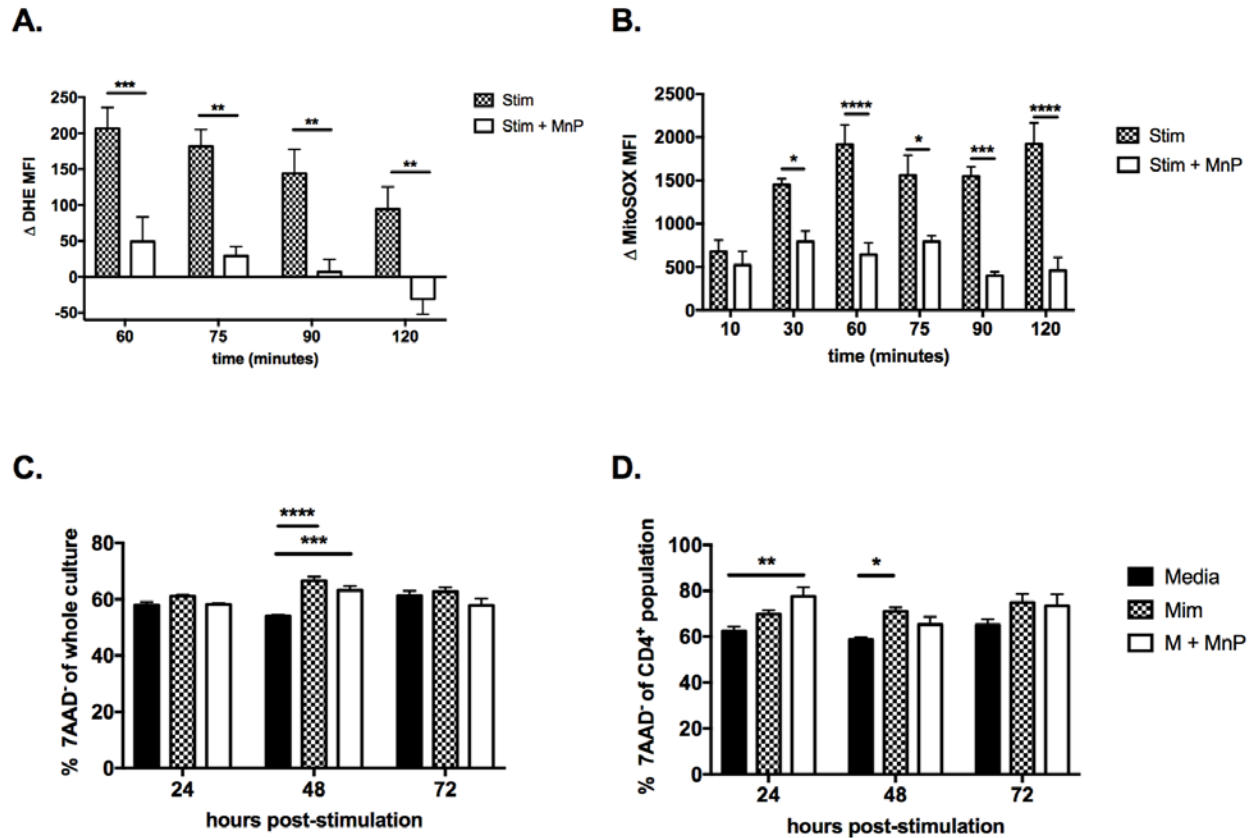 A.
***
**
**
**
250
200
150
100
50
0
-50
Δ DHE MFI
60 75 90 120
time (minutes)
Stim
Stim + MnP
B.
****
****
*
*
***
2500
2000
1500
1000
500
0
Δ MitoSOX MFI
10 30 60 75 90 120
time (minutes)
Stim
Stim + MnP
C.
****
***
80
60
40
20
0
% 7AAD⁻ of whole culture
24 48 72
hours post-stimulation
D.
**
*
100
80
60
40
20
0
% 7AAD⁻ of CD4⁺ population
24 48 72
hours post-stimulation
Media
Mim
M + MnP